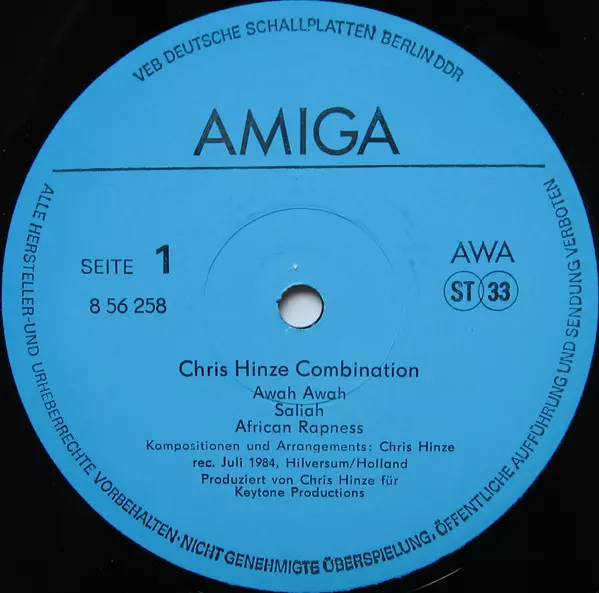 VEB DEUTSCHE SCHALLPLATTEN BERLIN DDR
AMIGA
SEITE 1
8 56 258
AWA
ST 33
Chris Hinze Combination
Awah Awah
Saliah
African Rapness
Kompositionen und Arrangements: Chris Hinze
rec. Juli 1984, Hilversum/Holland
Produziert von Chris Hinze für
Keytone Productions
ALLE HERSTELLER-UND URHEBERRECHTE VORBEHALTEN·NICHT GENEHMIGTE ÜBERSPIELUNG, ÖFFENTLICHE AUFFÜHRUNG UND SENDUNG VERBOTEN